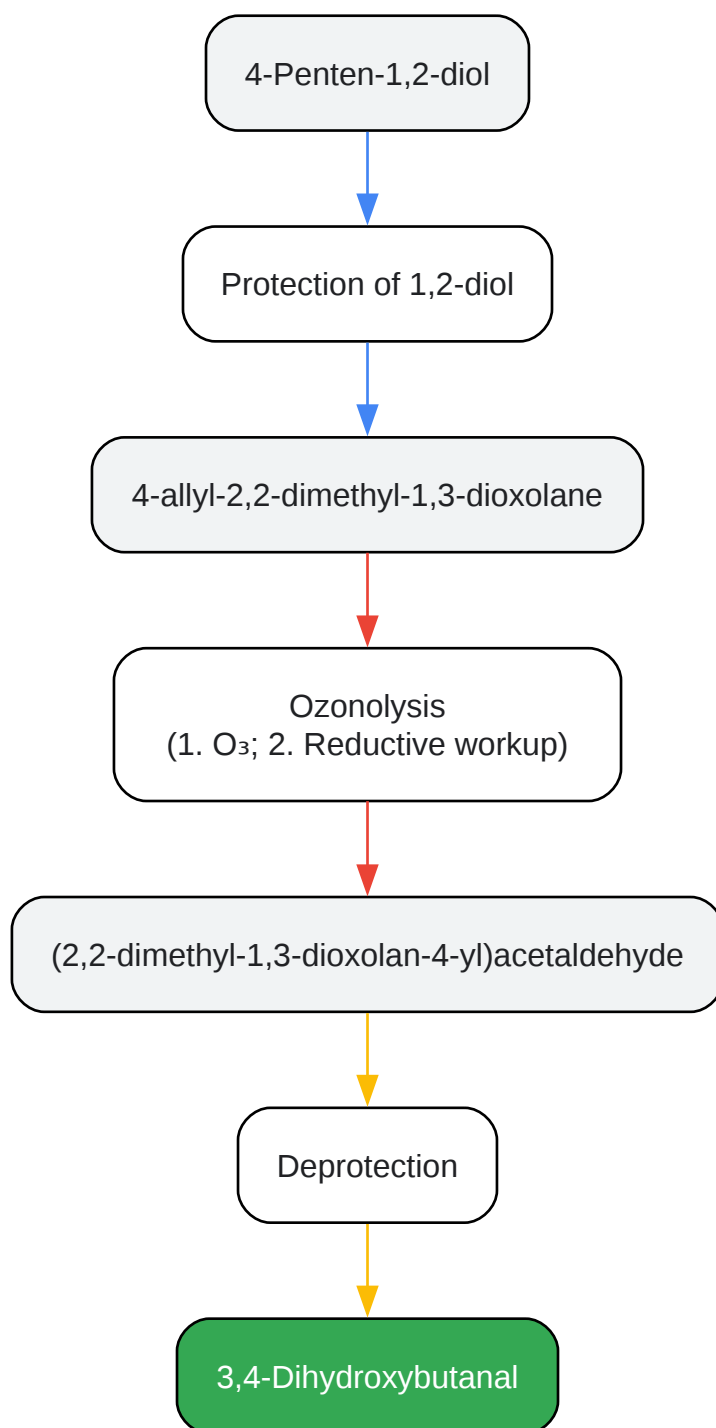 4-Penten-1,2-diol
Protection of 1,2-diol
4-allyl-2,2-dimethyl-1,3-dioxolane
Ozonolysis
(1. O₃; 2. Reductive workup)
(2,2-dimethyl-1,3-dioxolan-4-yl)acetaldehyde
Deprotection
3,4-Dihydroxybutanal